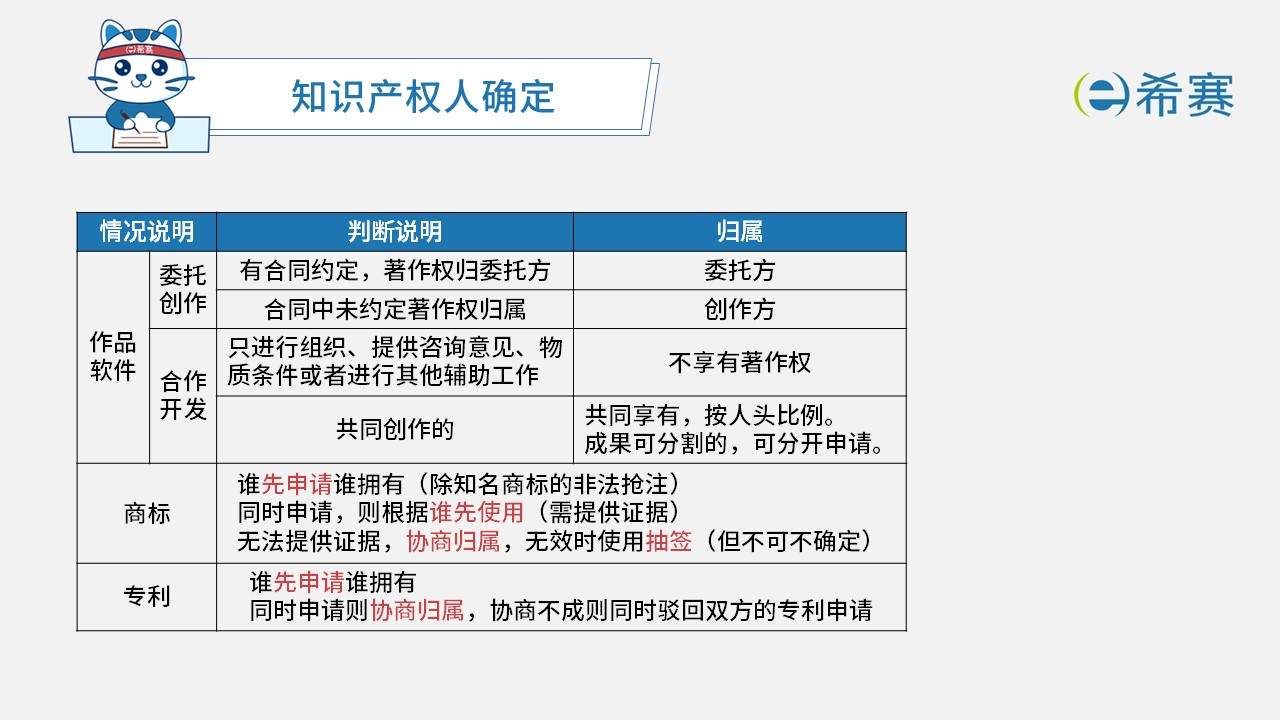 希赛
知识产权人确定
希赛
情况说明 判断说明 归属
作品
软件
委托
创作
有合同约定，著作权归委托方 委托方
合同中未约定著作权归属 创作方
合作
开发
只进行组织、提供咨询意见、物
质条件或者进行其他辅助工作
不享有著作权
共同创作的
共同享有，按人头比例。
成果可分割的，可分开申请。
商标
谁先申请谁拥有（除知名商标的非法抢注）
同时申请，则根据谁先使用（需提供证据）
无法提供证据，协商归属，无效时使用抽签（但不可不确定）
专利
谁先申请谁拥有
同时申请则协商归属，协商不成则同时驳回双方的专利申请